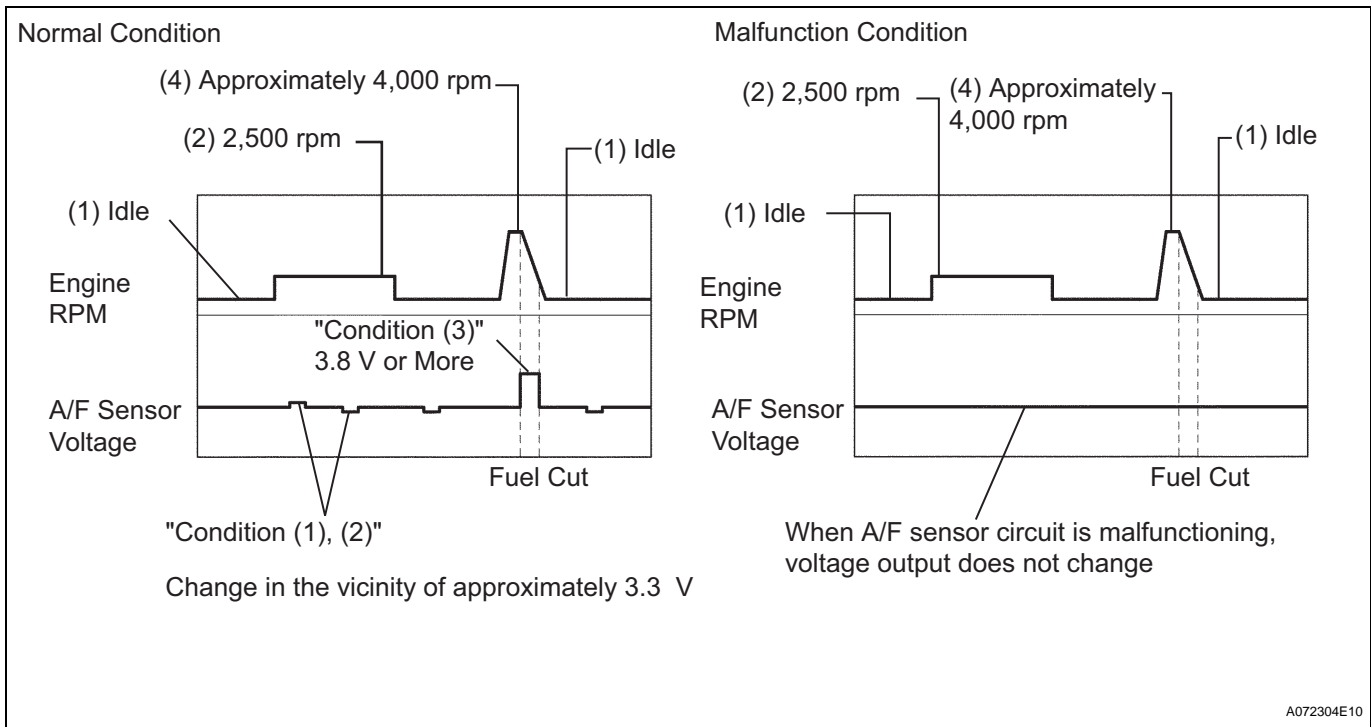 Normal Condition
(4) Approximately 4,000 rpm
(2) 2,500 rpm
(1) Idle
(1) Idle
Engine
RPM
"Condition (3)"
3.8 V or More
A/F Sensor
Voltage
Fuel Cut
"Condition (1), (2)"
Change in the vicinity of approximately 3.3 V
Malfunction Condition
(2) 2,500 rpm
(4) Approximately
4,000 rpm
(1) Idle
(1) Idle
Engine
RPM
A/F Sensor
Voltage
Fuel Cut
When A/F sensor circuit is malfunctioning,
voltage output does not change
A072304E10